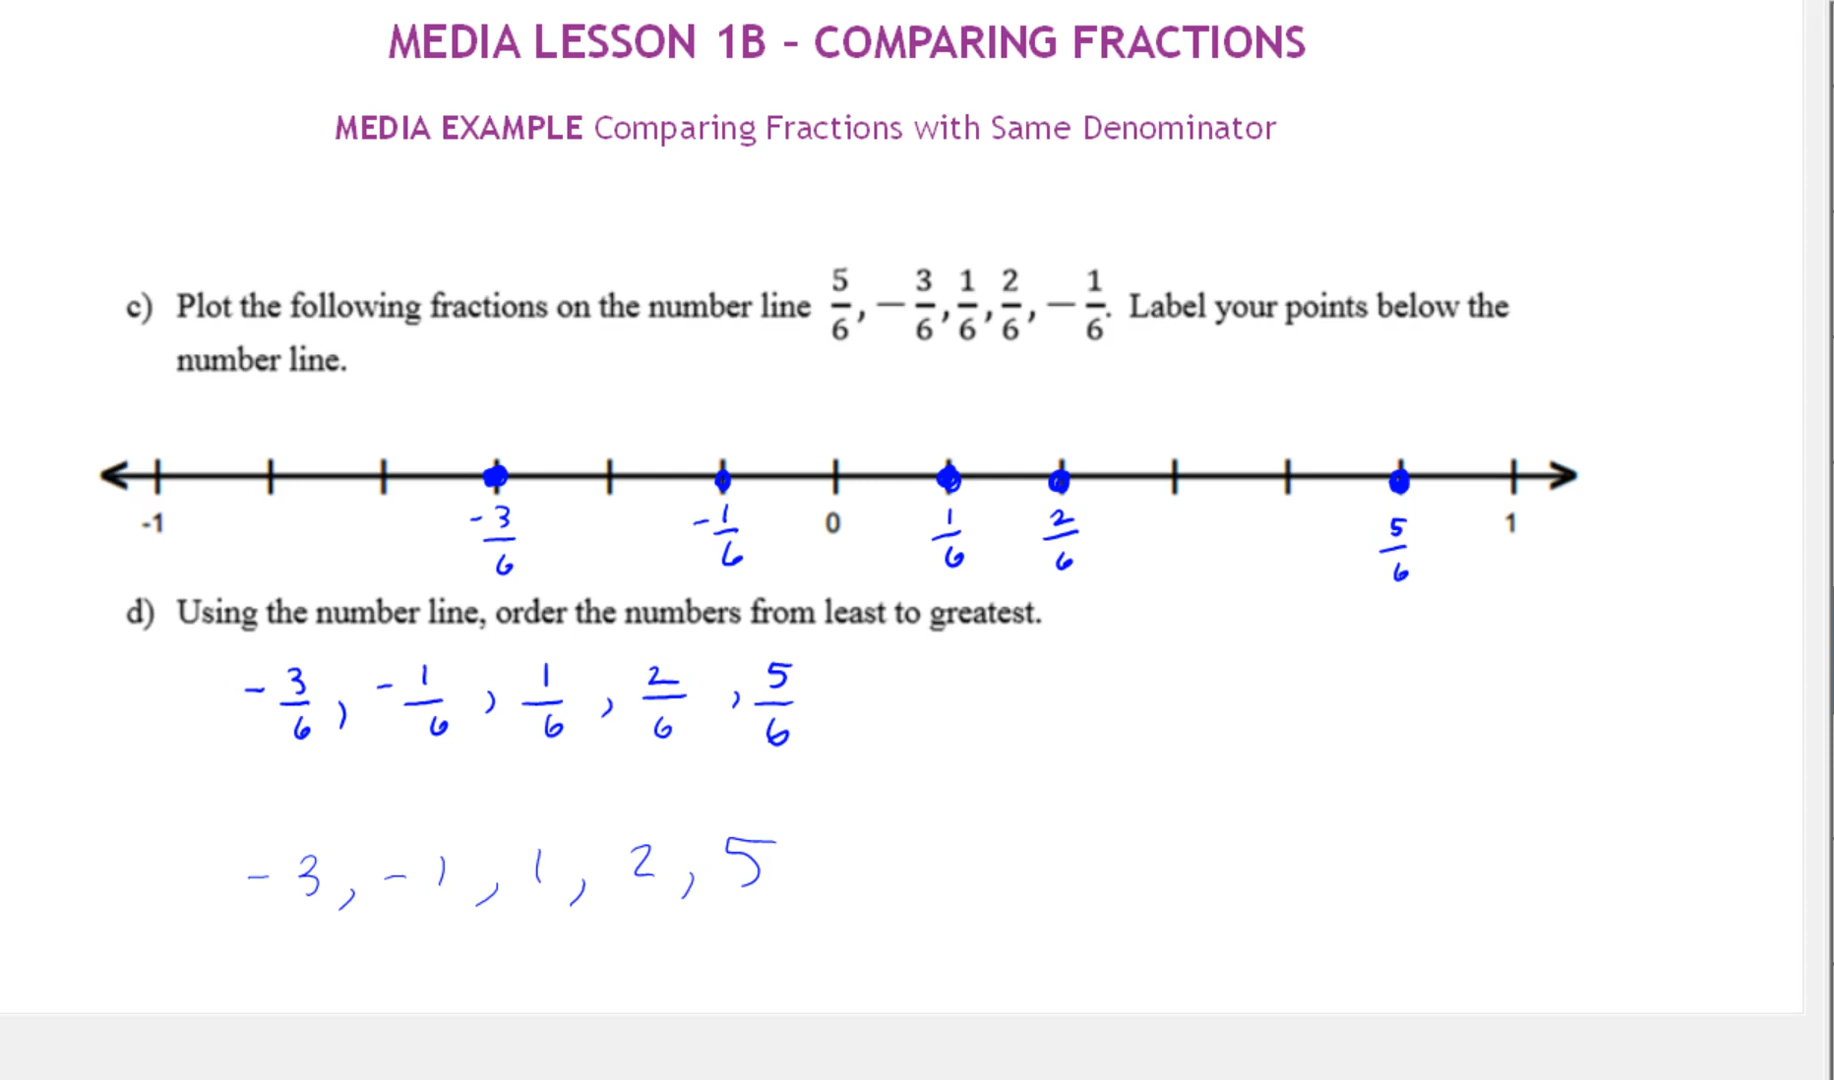 MEDIA LESSON 1B – COMPARING FRACTIONS
MEDIA EXAMPLE Comparing Fractions with Same Denominator
c) Plot the following fractions on the number line 5/6, −3/6, 1/6, 2/6, −1/6. Label your points below the
number line.
-1 -3/6 -1/6 0 1/6 2/6 5/6 1
d) Using the number line, order the numbers from least to greatest.
-3/6, -1/6, 1/6, 2/6, 5/6
-3, -1, 1, 2, 5